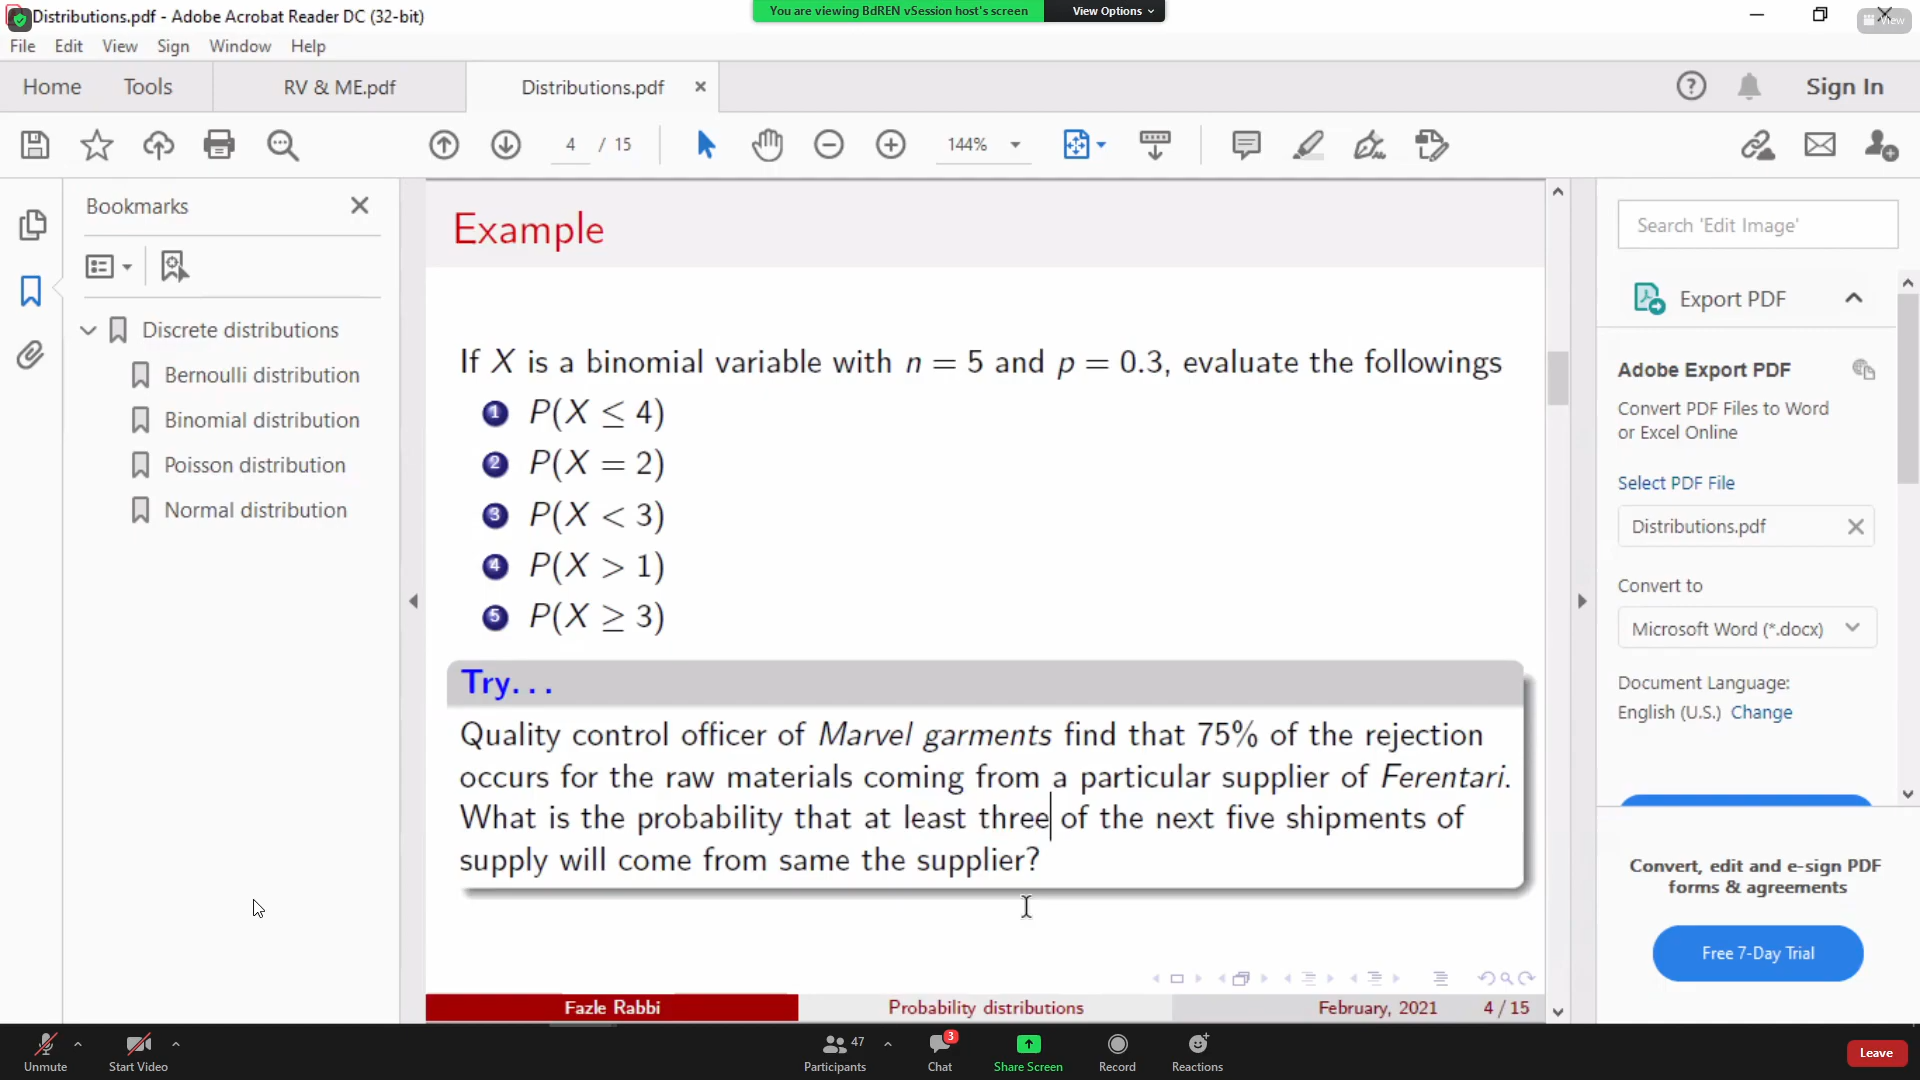 Distributions.pdf - Adobe Acrobat Reader DC (32-bit)
You are viewing BdREN vSession host's screen
View Options
View
File Edit View Sign Window Help
Home Tools RV & ME.pdf Distributions.pdf Sign In
4 / 15 144%
Bookmarks
Discrete distributions
Bernoulli distribution
Binomial distribution
Poisson distribution
Normal distribution
Example
If X is a binomial variable with n = 5 and p = 0.3, evaluate the followings
1 P(X ≤ 4)
2 P(X = 2)
3 P(X < 3)
4 P(X > 1)
5 P(X ≥ 3)
Try...
Quality control officer of Marvel garments find that 75% of the rejection
occurs for the raw materials coming from a particular supplier of Ferentari.
What is the probability that at least three of the next five shipments of
supply will come from same the supplier?
Fazle Rabbi Probability distributions February, 2021 4 / 15
Search 'Edit Image'
Export PDF
Adobe Export PDF
Convert PDF Files to Word
or Excel Online
Select PDF File
Distributions.pdf
Convert to
Microsoft Word (*.docx)
Document Language:
English (U.S.) Change
Convert, edit and e-sign PDF
forms & agreements
Free 7-Day Trial
Unmute
Start Video
47
Participants
3
Chat
Share Screen
Record
Reactions
Leave